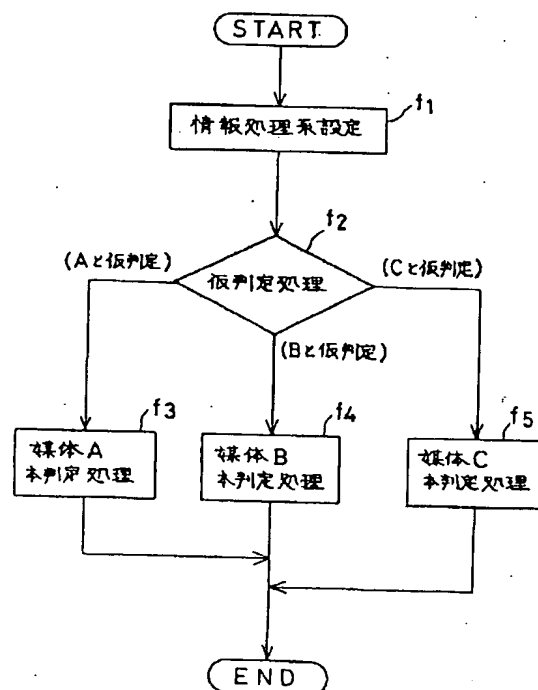 START
情報処理系設定
f1
f2
(Aと仮判定)
仮判定処理
(Cと仮判定)
(Bと仮判定)
f3
f4
f5
媒体A
本判定処理
媒体B
本判定処理
媒体C
本判定処理
END